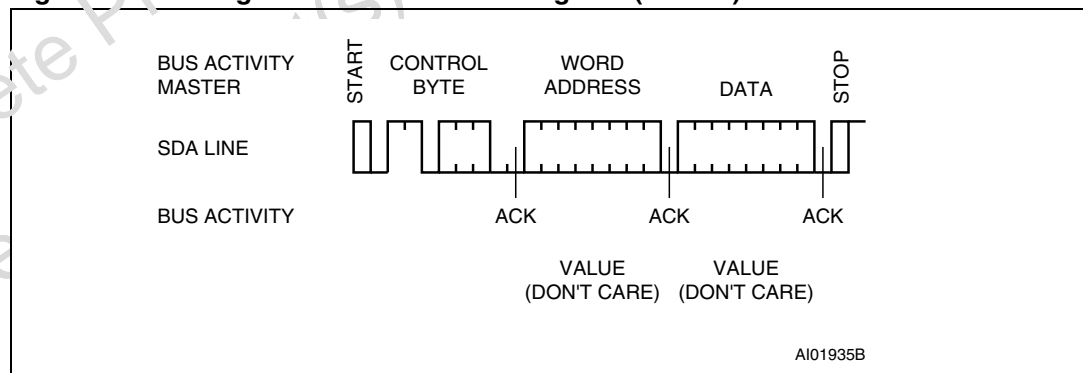 BUS ACTIVITY
MASTER
START
CONTROL
BYTE
WORD
ADDRESS
DATA
STOP
SDA LINE
BUS ACTIVITY
ACK
ACK
ACK
VALUE
(DON'T CARE)
VALUE
(DON'T CARE)
AI01935B